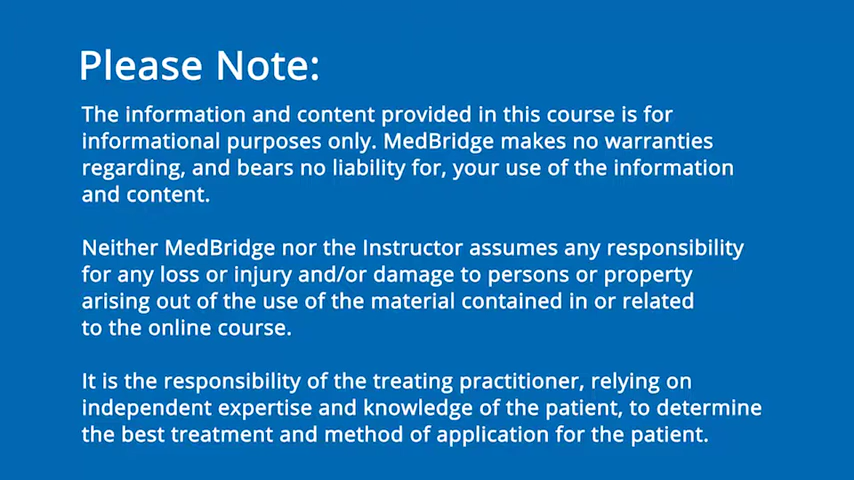 Please Note:
The information and content provided in this course is for
informational purposes only. MedBridge makes no warranties
regarding, and bears no liability for, your use of the information
and content.
Neither MedBridge nor the Instructor assumes any responsibility
for any loss or injury and/or damage to persons or property
arising out of the use of the material contained in or related
to the online course.
It is the responsibility of the treating practitioner, relying on
independent expertise and knowledge of the patient, to determine
the best treatment and method of application for the patient.